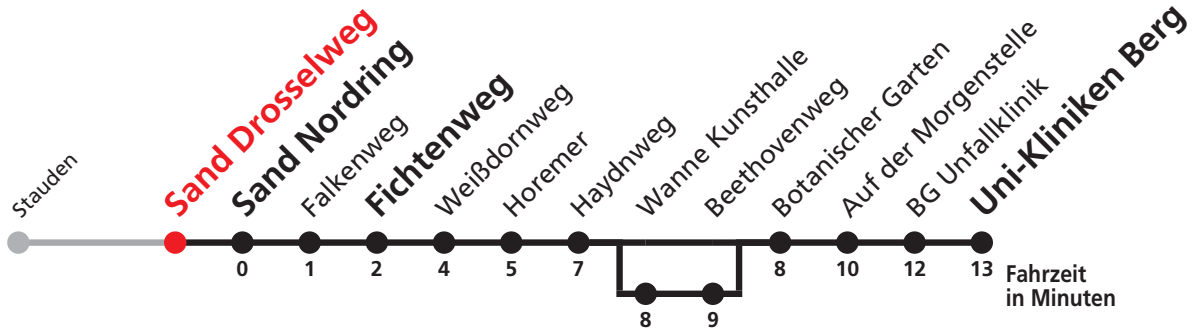 Stauden
Sand Drosselweg
Sand Nordring
Falkenweg
Fichtenweg
Weißdornweg
Horemer
Haydnweg
Wanne Kunsthalle
Beethovenweg
Botanischer Garten
Auf der Morgenstelle
BG Unfallklinik
Uni-Kliniken Berg
0 1 2 4 5 7 8 10 12 13
Fahrzeit
in Minuten
8 9